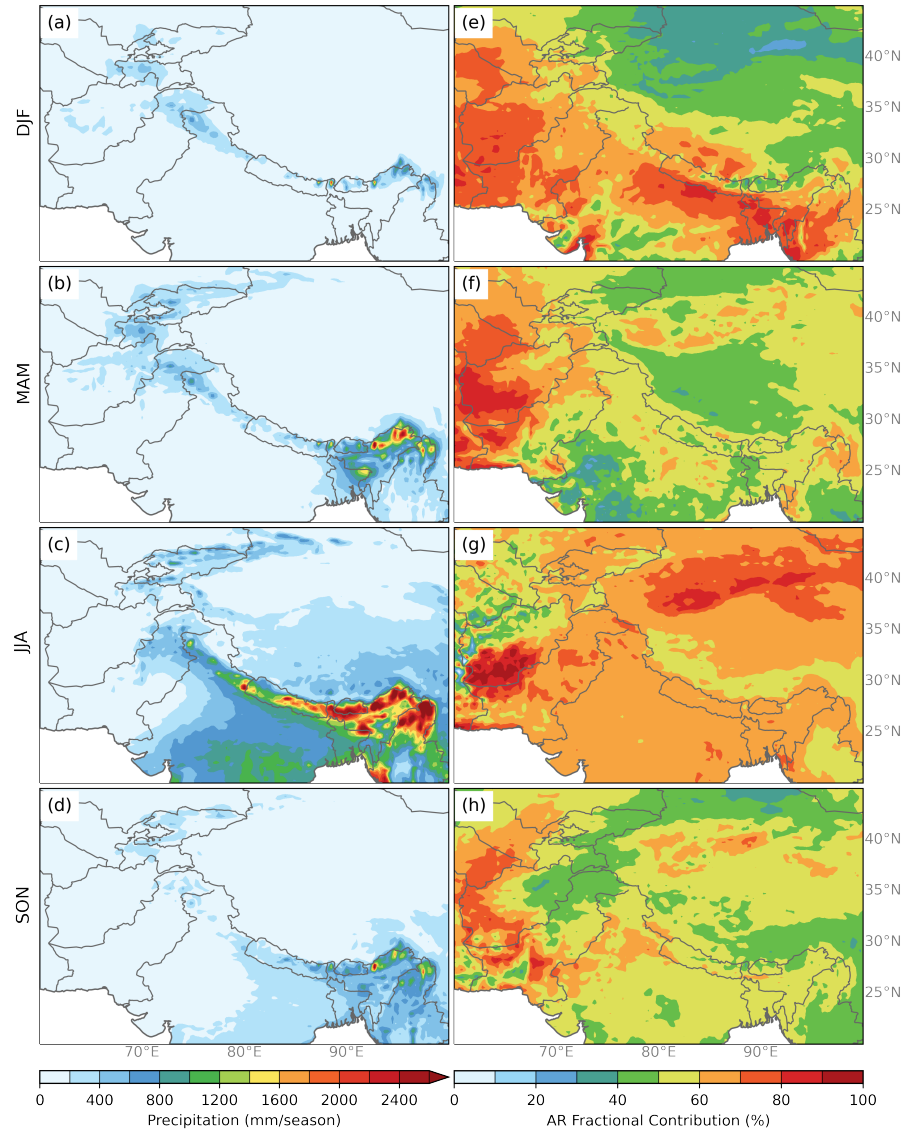 (a)
(e)
DJF
40°N
35°N
30°N
25°N
(b)
(f)
MAM
40°N
35°N
30°N
25°N
(c)
(g)
JJA
40°N
35°N
30°N
25°N
(d)
(h)
SON
40°N
35°N
30°N
25°N
70°E 80°E 90°E
70°E 80°E 90°E
0 400 800 1200 1600 2000 2400
Precipitation (mm/season)
0 20 40 60 80 100
AR Fractional Contribution (%)